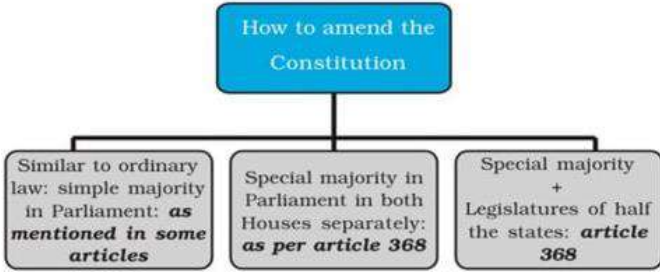 How to amend the
Constitution
Similar to ordinary
law: simple majority
in Parliament: as
mentioned in some
articles
Special majority in
Parliament in both
Houses separately:
as per article 368
Special majority
+
Legislatures of half
the states: article
368